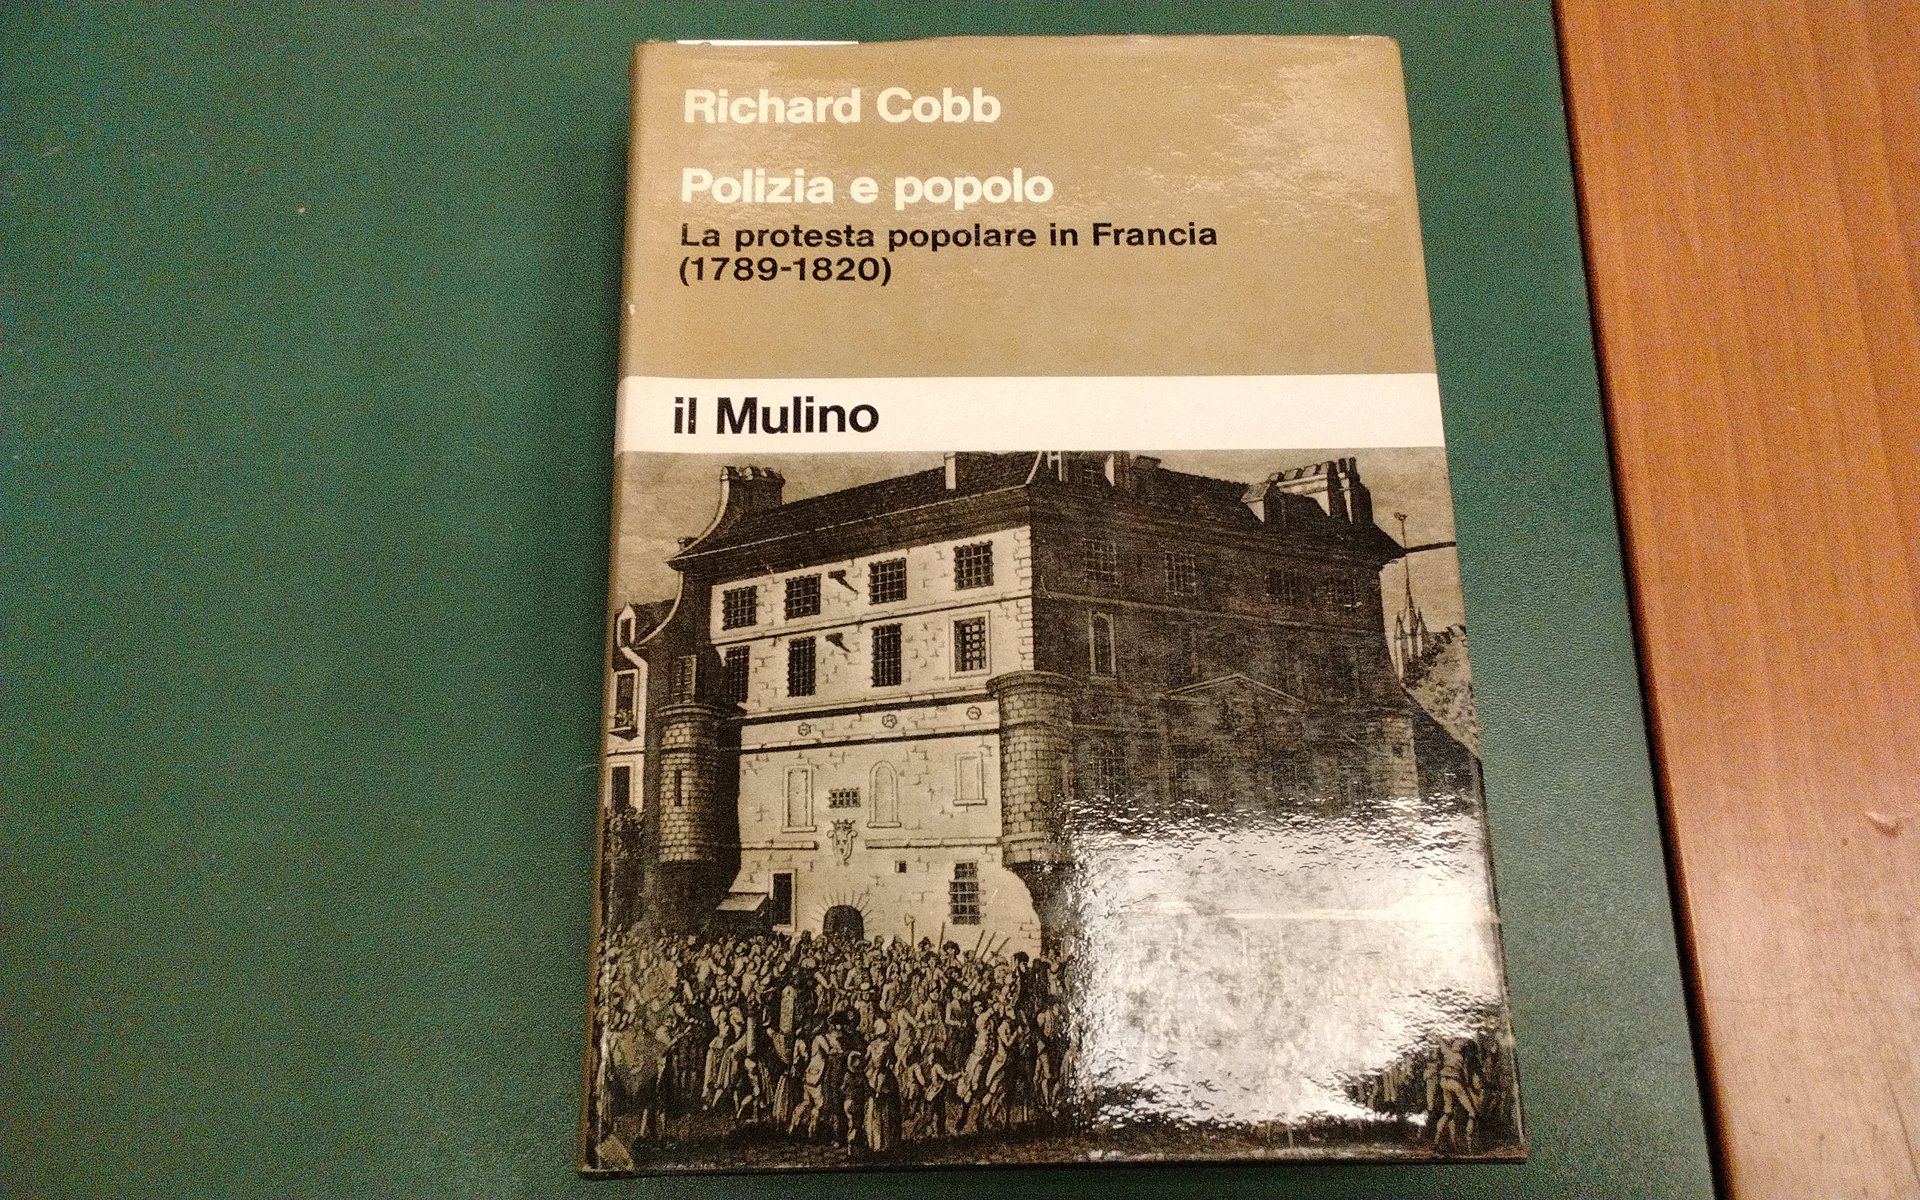 Richard Cobb
Polizia e popolo
La protesta popolare in Francia
(1789-1820)
il Mulino